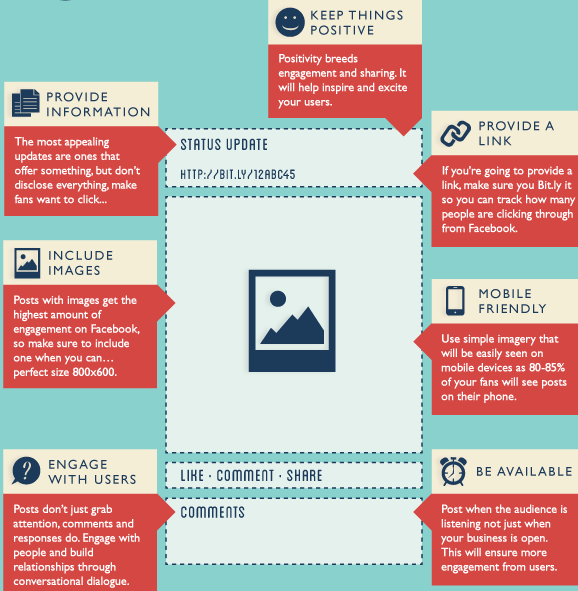 KEEP THINGS
POSITIVE
Positivity breeds
engagement and sharing. It
will help inspire and excite
your users.
PROVIDE
INFORMATION
The most appealing
updates are ones that
offer something, but don't
disclose everything, make
fans want to click...
STATUS UPDATE
HTTP://BIT.LY/12ABC45
PROVIDE A
LINK
If you're going to provide a
link, make sure you Bit.ly it
so you can track how many
people are clicking through
from Facebook.
INCLUDE
IMAGES
Posts with images get the
highest amount of
engagement on Facebook,
so make sure to include
one when you can...
perfect size 800x600.
MOBILE
FRIENDLY
Use simple imagery that
will be easily seen on
mobile devices as 80-85%
of your fans will see posts
on their phone.
ENGAGE
WITH USERS
Posts don't just grab
attention, comments and
responses do. Engage with
people and build
relationships through
conversational dialogue.
LIKE · COMMENT · SHARE
COMMENTS
BE AVAILABLE
Post when the audience is
listening not just when
your business is open.
This will ensure more
engagement from users.